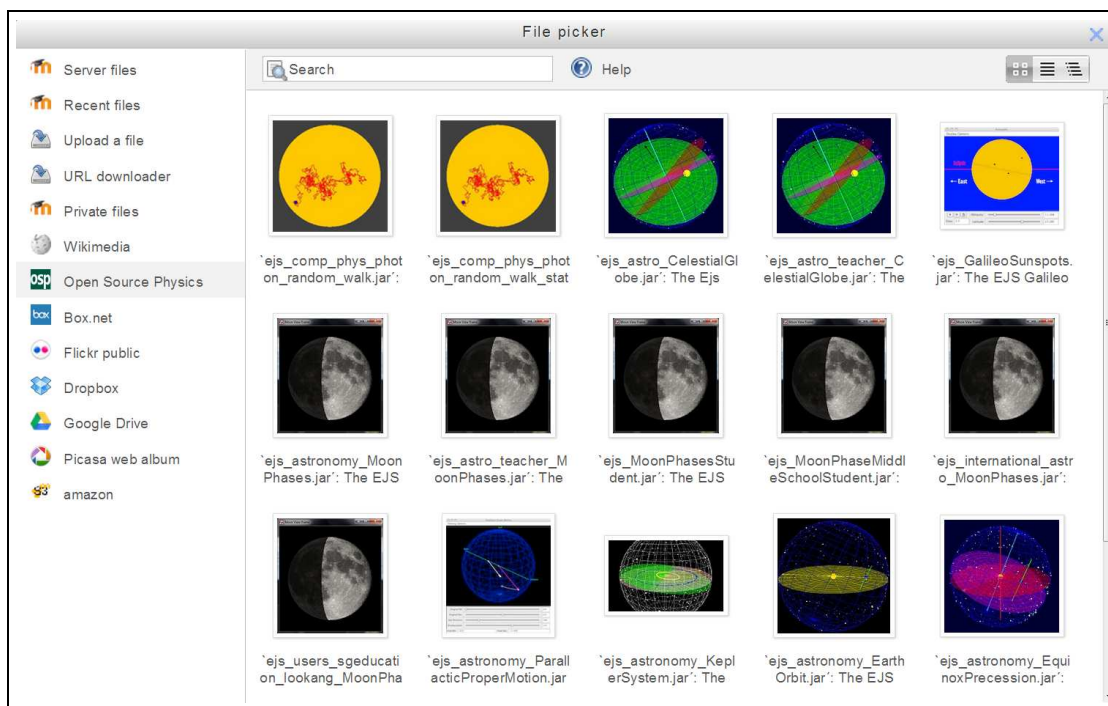 File picker
Server files
Recent files
Upload a file
URL downloader
Private files
Wikimedia
Open Source Physics
Box.net
Flickr public
Dropbox
Google Drive
Picasa web album
amazon
Search
Help
`ejs_comp_phys_phot
on_random_walk.jar´:
`ejs_comp_phys_phot
on_random_walk_stat
`ejs_astro_CelestialGl
obe.jar´: The Ejs
`ejs_astro_teacher_C
elestialGlobe.jar´: The
`ejs_GalileoSunspots.
jar´: The EJS Galileo
← East
West →
`ejs_astronomy_Moon
Phases.jar´: The EJS
`ejs_astro_teacher_M
oonPhases.jar´: The
`ejs_MoonPhasesStu
dent.jar´: The EJS
`ejs_MoonPhaseMiddl
eSchoolStudent.jar´:
`ejs_international_astr
o_MoonPhases.jar´:
`ejs_users_sgeducati
on_lookang_MoonPha
`ejs_astronomy_Parall
acticProperMotion.jar
`ejs_astronomy_Kepl
erSystem.jar´: The
`ejs_astronomy_Earth
Orbit.jar´: The EJS
`ejs_astronomy_Equi
noxPrecession.jar´:
osp
box